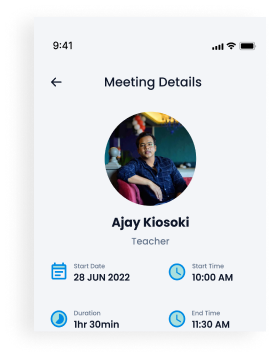 9:41
Meeting Details
Ajay Kiosoki
Teacher
Start Date
28 JUN 2022
Start Time
10:00 AM
Duration
1hr 30min
End Time
11:30 AM